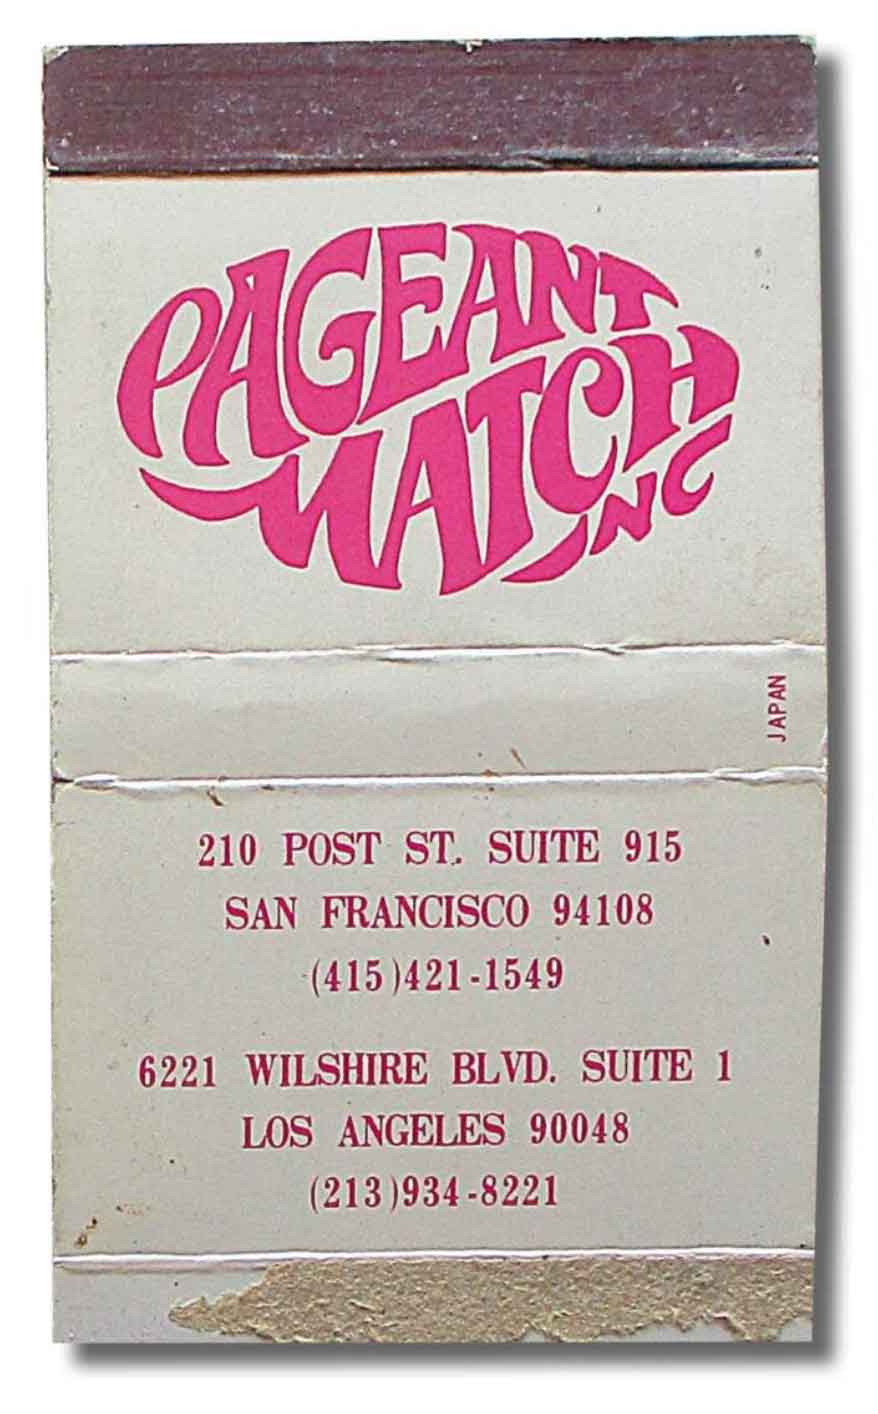 PAGEANT
MATCH
INC
JAPAN
210 POST ST. SUITE 915
SAN FRANCISCO 94108
(415)421-1549
6221 WILSHIRE BLVD. SUITE 1
LOS ANGELES 90048
(213)934-8221